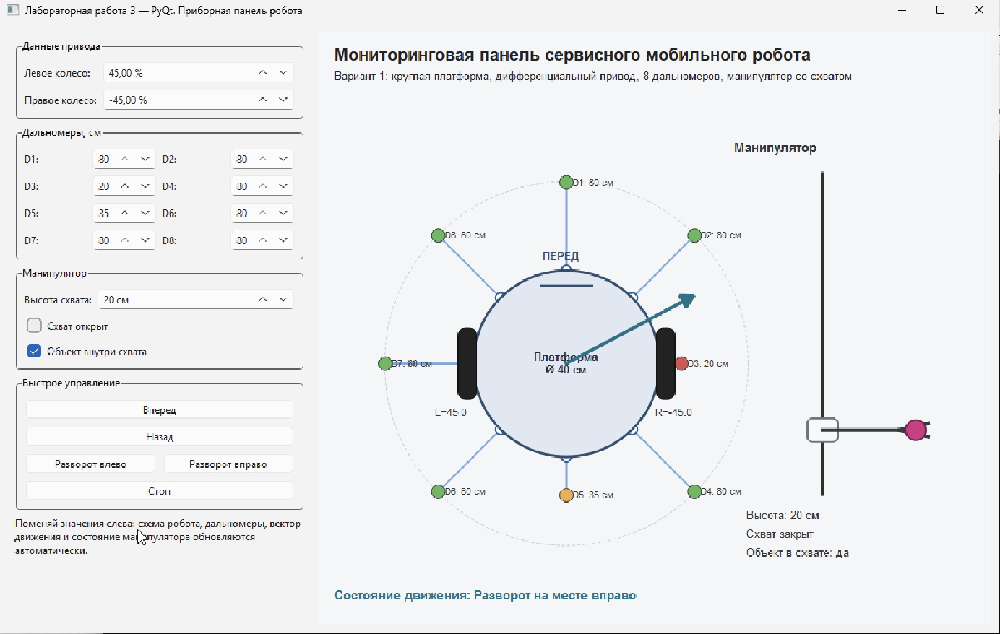 Лабораторная работа 3 — PyQt. Приборная панель робота
Данные привода
Левое колесо: 45,00 %
Правое колесо: -45,00 %
Дальномеры, см
D1: 80 D2: 80
D3: 20 D4: 80
D5: 35 D6: 80
D7: 80 D8: 80
Манипулятор
Высота схвата: 20 см
Схват открыт
Объект внутри схвата
Быстрое управление
Вперед
Назад
Разворот влево Разворот вправо
Стоп
Поменяй значения слева: схема робота, дальномеры, вектор
движения и состояние манипулятора обновляются
автоматически.
Мониторинговая панель сервисного мобильного робота
Вариант 1: круглая платформа, дифференциальный привод, 8 дальномеров, манипулятор со схватом
Манипулятор
D1: 80 см
D8: 80 см
D2: 80 см
ПЕРЕД
Платформа
Ø 40 см
D7: 80 см
D3: 20 см
L=45.0
R=-45.0
D6: 80 см
D5: 35 см
D4: 80 см
Высота: 20 см
Схват закрыт
Объект в схвате: да
Состояние движения: Разворот на месте вправо